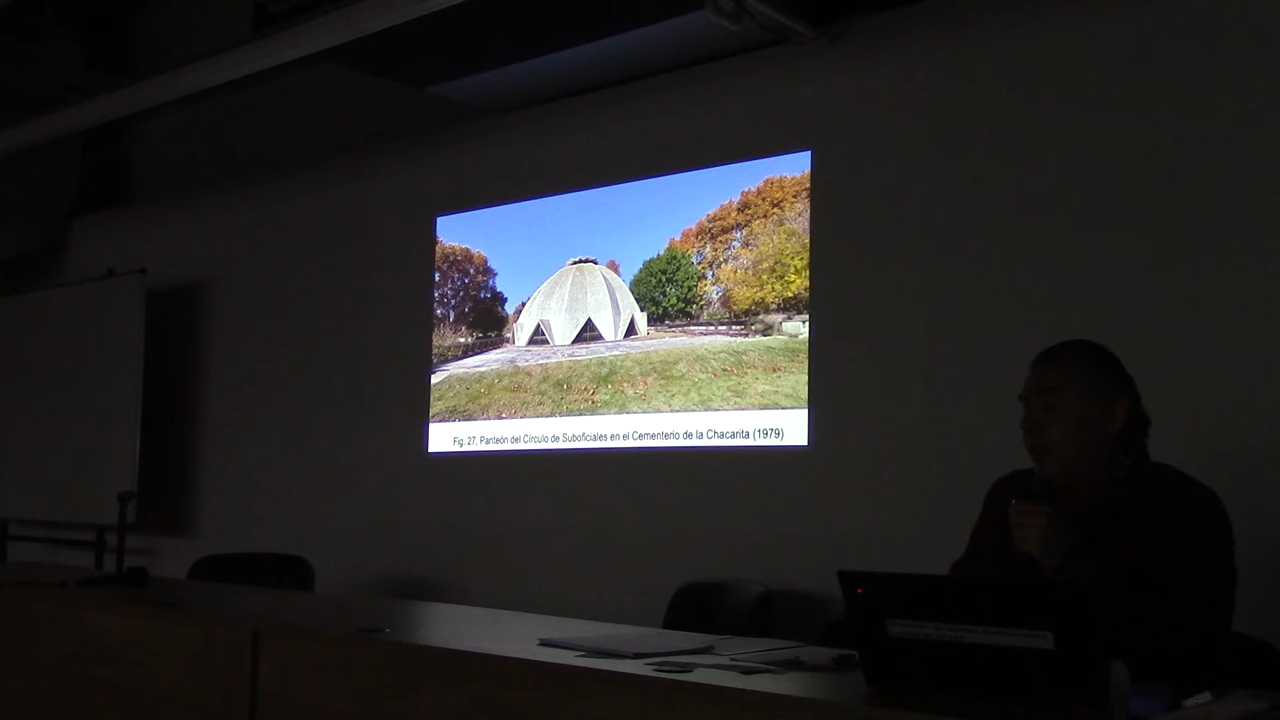 Fig. 27, Panteón del Círculo de Suboficiales en el Cementerio de la Chacarita (1979)